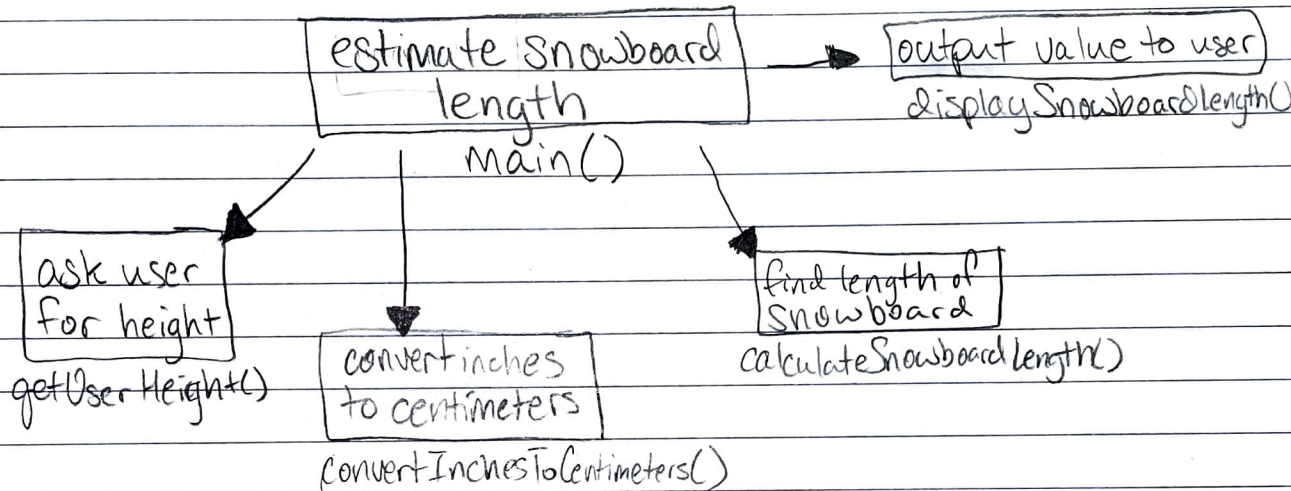 estimate snowboard
length
main()
output value to user
displaySnowboardLength()
ask user
for height
getUserHeight()
convert inches
to centimeters
convertInchesToCentimeters()
find length of
snowboard
calculateSnowboardLength()